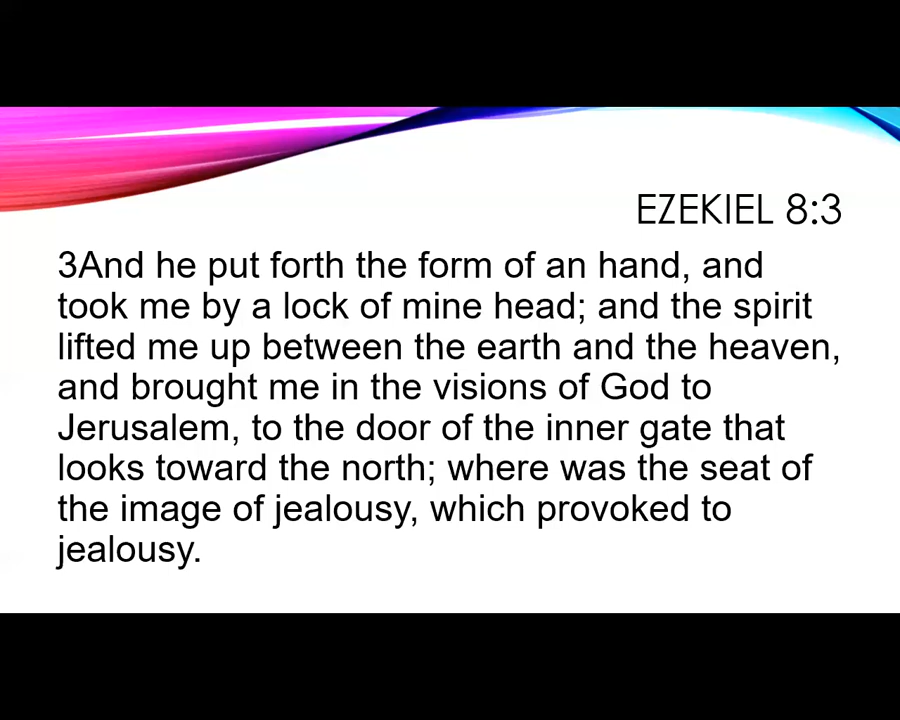 EZEKIEL 8:3
3And he put forth the form of an hand, and
took me by a lock of mine head; and the spirit
lifted me up between the earth and the heaven,
and brought me in the visions of God to
Jerusalem, to the door of the inner gate that
looks toward the north; where was the seat of
the image of jealousy, which provoked to
jealousy.